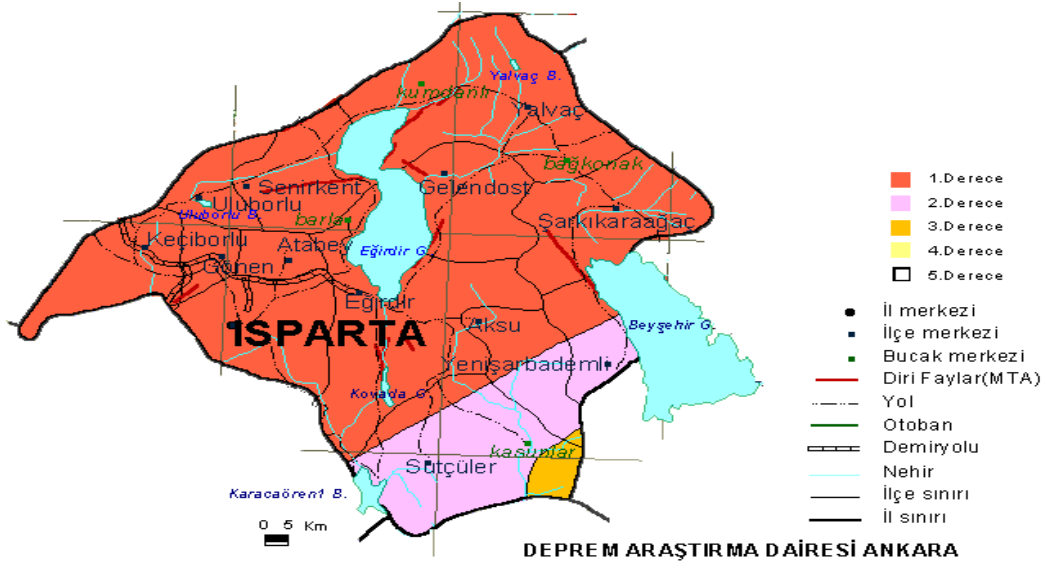 Yalvaç B.
kumdanlı
Yalvaç
bağkonak
Senirkent
Gelendost
Uluborlu
Uluborlu B.
barla
Şarkikaraağaç
Keçiborlu
Atabey
Eğirdir G.
Gönen
Eğirdir
ISPARTA
Aksu
Beyşehir G.
Yenişarbademli
Kovada G.
kasımlar
Sütçüler
Karacaören1 B.
0 5 Km
1.Derece
2.Derece
3.Derece
4.Derece
5.Derece
İl merkezi
İlçe merkezi
Bucak merkezi
Diri Faylar(MTA)
Yol
Otoban
Demiryolu
Nehir
İlçe sınırı
İl sınırı
DEPREM ARAŞTIRMA DAİRESİ ANKARA